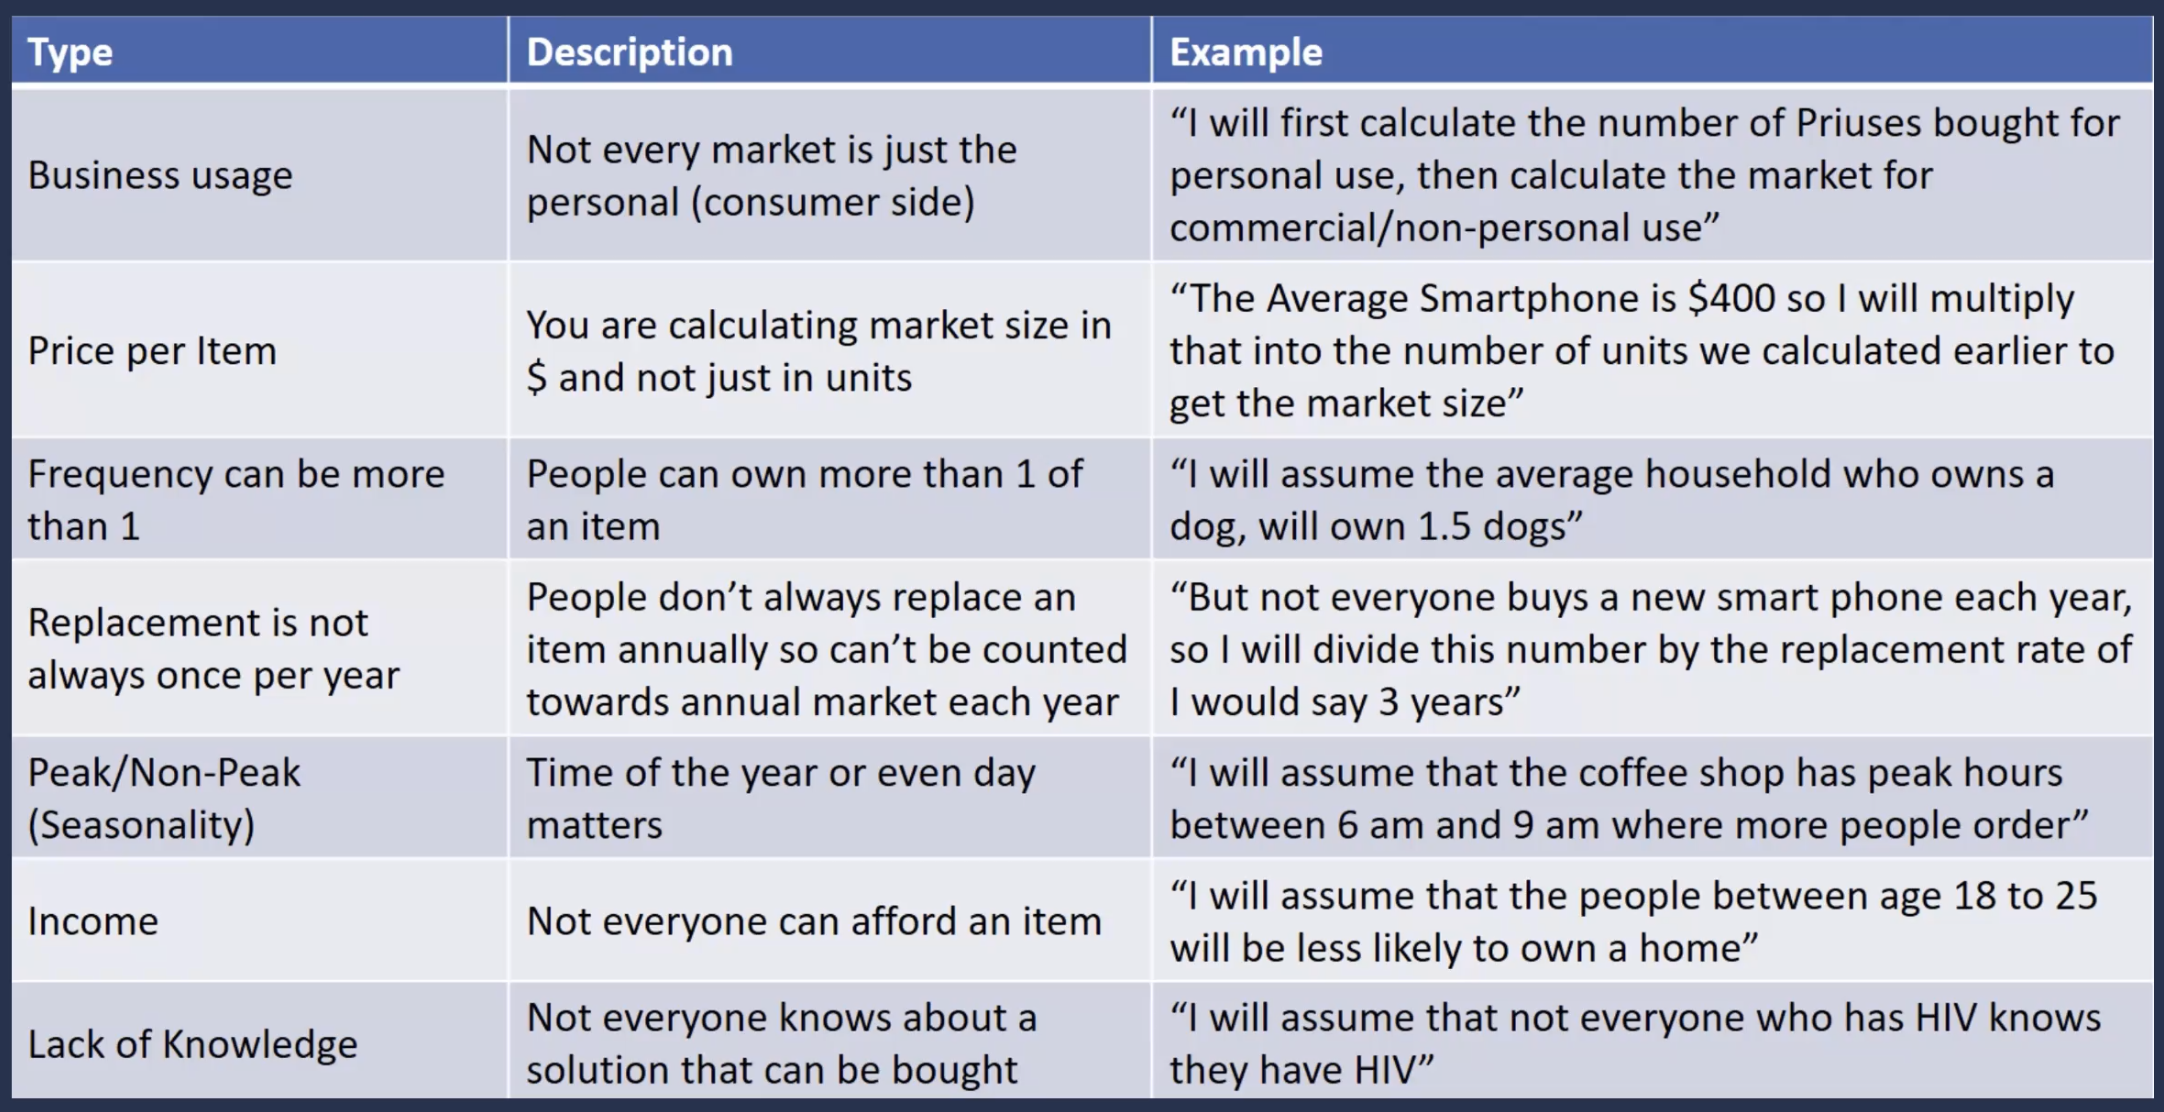 Type
Description
Example
Business usage
Not every market is just the
personal (consumer side)
“I will first calculate the number of Priuses bought for
personal use, then calculate the market for
commercial/non-personal use”
Price per Item
You are calculating market size in
$ and not just in units
“The Average Smartphone is $400 so I will multiply
that into the number of units we calculated earlier to
get the market size”
Frequency can be more
than 1
People can own more than 1 of
an item
“I will assume the average household who owns a
dog, will own 1.5 dogs”
Replacement is not
always once per year
People don’t always replace an
item annually so can’t be counted
towards annual market each year
“But not everyone buys a new smart phone each year,
so I will divide this number by the replacement rate of
I would say 3 years”
Peak/Non-Peak
(Seasonality)
Time of the year or even day
matters
“I will assume that the coffee shop has peak hours
between 6 am and 9 am where more people order”
Income
Not everyone can afford an item
“I will assume that the people between age 18 to 25
will be less likely to own a home”
Lack of Knowledge
Not everyone knows about a
solution that can be bought
“I will assume that not everyone who has HIV knows
they have HIV”